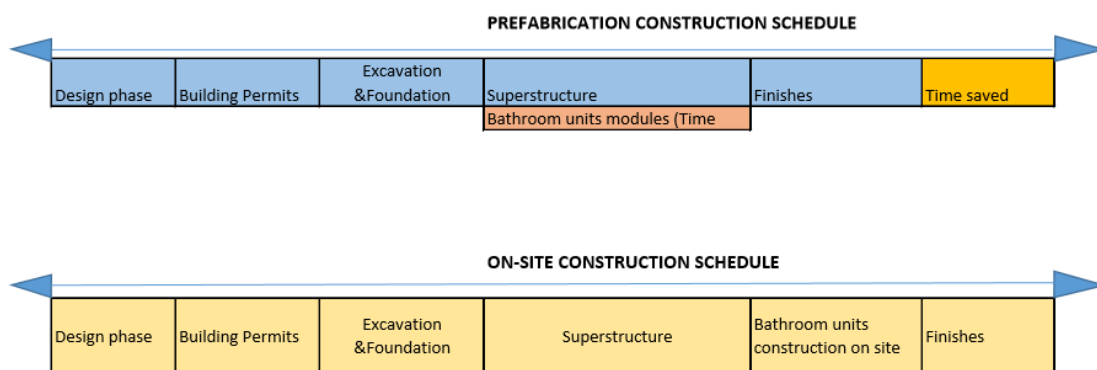 PREFABRICATION CONSTRUCTION SCHEDULE
Design phase
Building Permits
Excavation
&Foundation
Superstructure
Finishes
Time saved
Bathroom units modules (Time
ON-SITE CONSTRUCTION SCHEDULE
Design phase
Building Permits
Excavation
&Foundation
Superstructure
Bathroom units
construction on site
Finishes